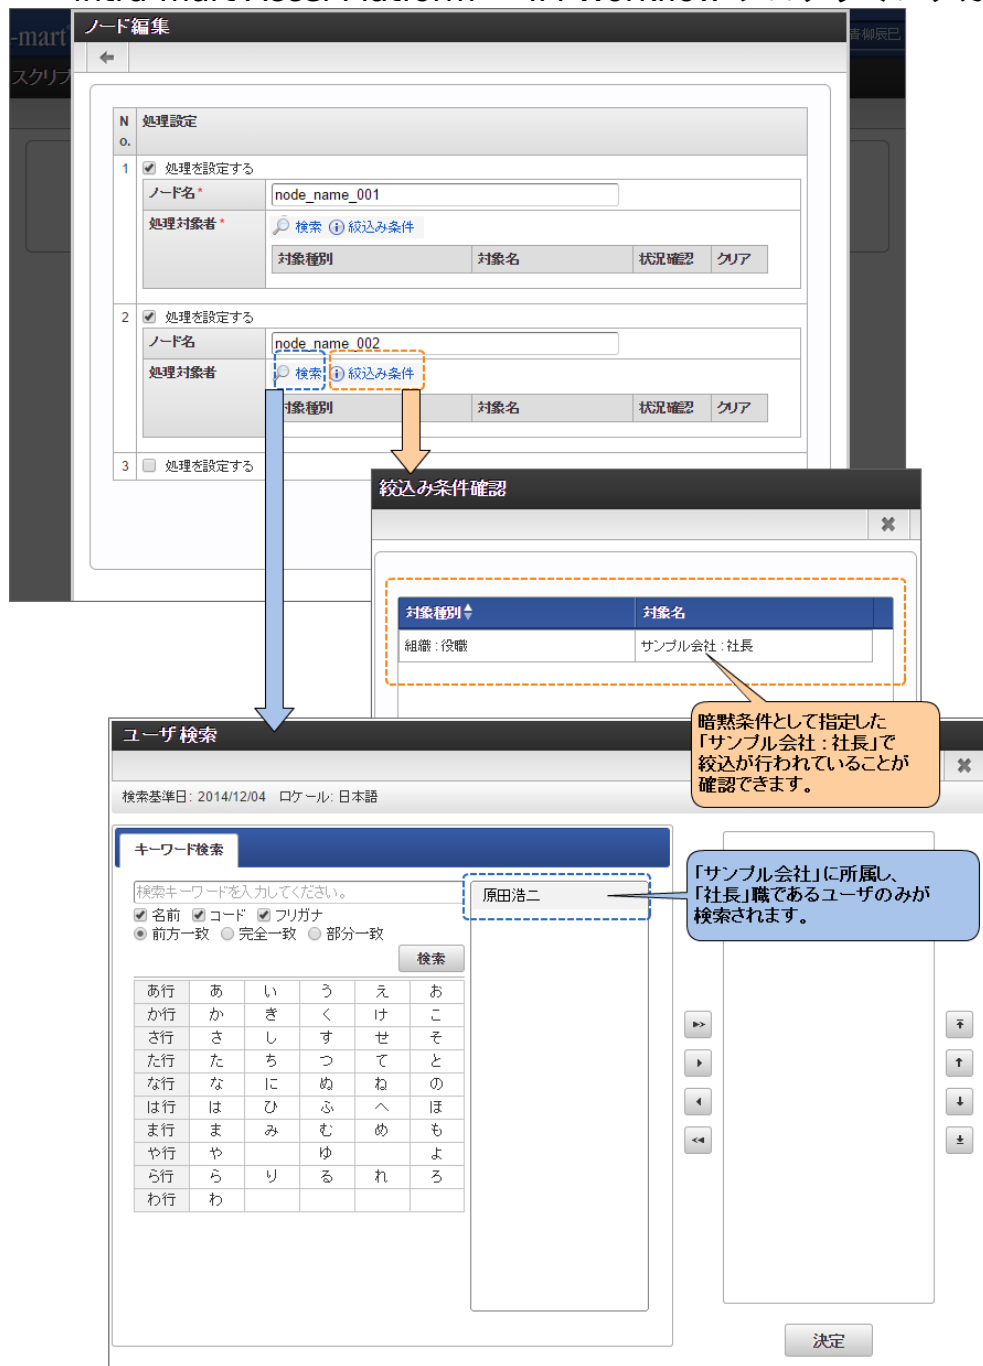 ノード編集
-mart
青柳辰巳
スクリプ
No. 処理設定
1 処理を設定する
ノード名* node_name_001
処理対象者* 検索 絞込み条件
対象種別 対象名 状況確認 クリア
2 処理を設定する
ノード名 node_name_002
処理対象者 検索 絞込み条件
対象種別 対象名 状況確認 クリア
3 処理を設定する
絞込み条件確認
対象種別 対象名
組織 : 役職 サンプル会社 : 社長
暗黙条件として指定した
「サンプル会社 : 社長」で
絞込が行われていることが
確認できます。
ユーザ検索
検索基準日: 2014/12/04 ロケール: 日本語
キーワード検索
検索キーワードを入力してください。
名前 コード フリガナ
前方一致 完全一致 部分一致
検索
原田浩二
「サンプル会社」に所属し、
「社長」職であるユーザのみが
検索されます。
あ行 あ い う え お
か行 か き く け こ
さ行 さ し す せ そ
た行 た ち つ て と
な行 な に ぬ ね の
は行 は ひ ふ へ ほ
ま行 ま み む め も
や行 や ゆ よ
ら行 ら り る れ ろ
わ行 わ
決定